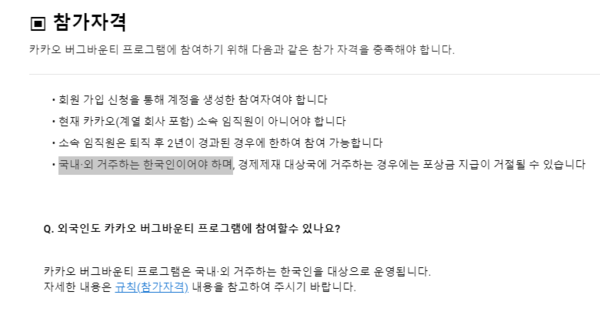 ▣ 참가자격
카카오 버그바운티 프로그램에 참여하기 위해 다음과 같은 참가 자격을 충족해야 합니다.
• 회원 가입 신청을 통해 계정을 생성한 참여자여야 합니다
• 현재 카카오(계열 회사 포함) 소속 임직원이 아니어야 합니다
• 소속 임직원은 퇴직 후 2년이 경과된 경우에 한하여 참여 가능합니다
• 국내·외 거주하는 한국인이어야 하며, 경제제재 대상국에 거주하는 경우에는 포상금 지급이 거절될 수 있습니다
Q. 외국인도 카카오 버그바운티 프로그램에 참여할수 있나요?
카카오 버그바운티 프로그램은 국내·외 거주하는 한국인을 대상으로 운영됩니다.
자세한 내용은 규칙(참가자격) 내용을 참고하여 주시기 바랍니다.